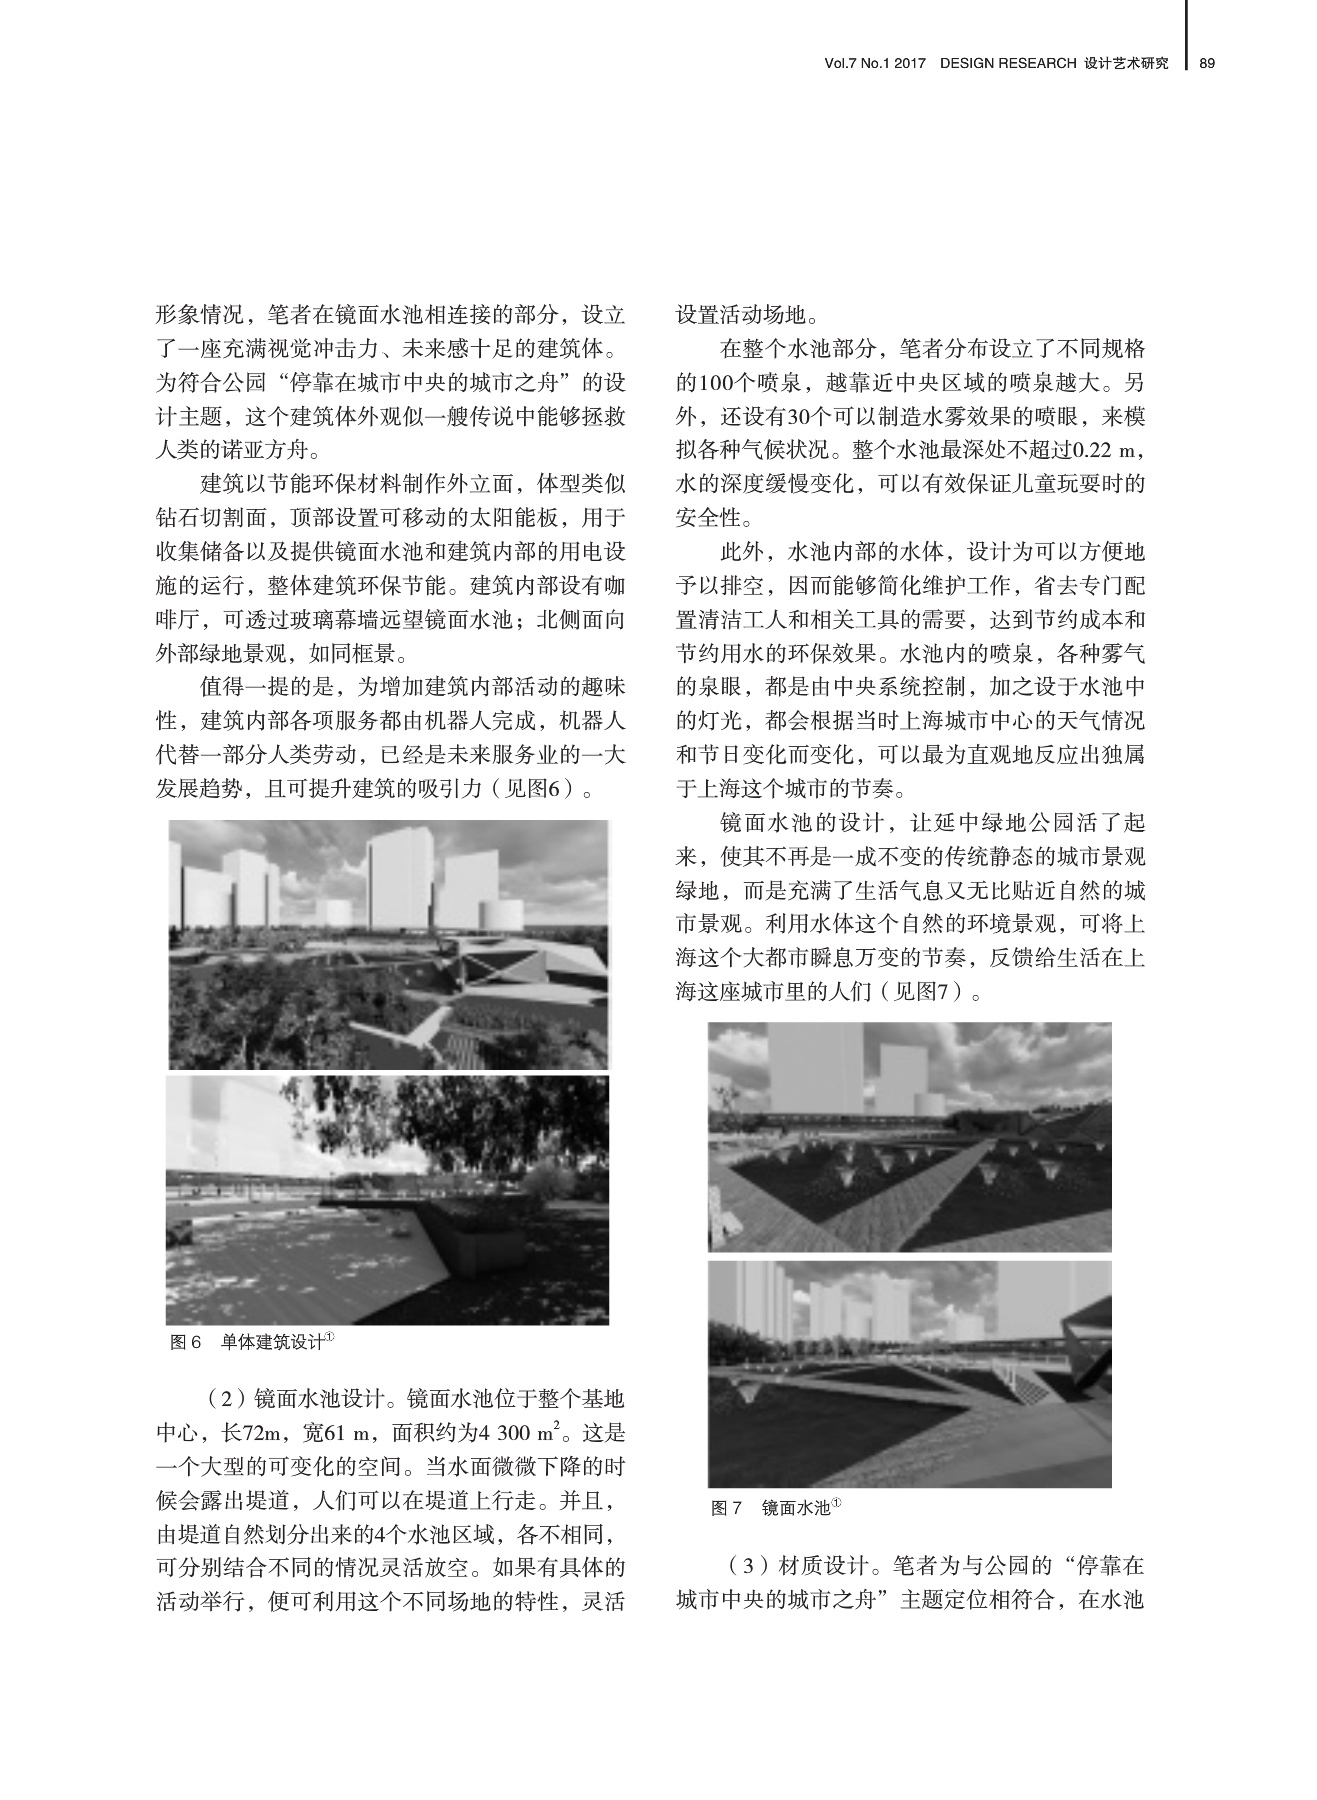 Vol.7 No.1 2017 DESIGN RESEARCH 设计艺术研究 89
形象情况，笔者在镜面水池相连接的部分，设立
了一座充满视觉冲击力、未来感十足的建筑体。
为符合公园“停靠在城市中央的城市之舟”的设
计主题，这个建筑体外观似一艘传说中能够拯救
人类的诺亚方舟。
建筑以节能环保材料制作外立面，体型类似
钻石切割面，顶部设置可移动的太阳能板，用于
收集储备以及提供镜面水池和建筑内部的用电设
施的运行，整体建筑环保节能。建筑内部设有咖
啡厅，可透过玻璃幕墙远望镜面水池；北侧面向
外部绿地景观，如同框景。
值得一提的是，为增加建筑内部活动的趣味
性，建筑内部各项服务都由机器人完成，机器人
代替一部分人类劳动，已经是未来服务业的一大
发展趋势，且可提升建筑的吸引力（见图6）。
图 6 单体建筑设计①
（2）镜面水池设计。镜面水池位于整个基地
中心，长72m，宽61 m，面积约为4 300 m²。这是
一个大型的可变化的空间。当水面微微下降的时
候会露出堤道，人们可以在堤道上行走。并且，
由堤道自然划分出来的4个水池区域，各不相同，
可分别结合不同的情况灵活放空。如果有具体的
活动举行，便可利用这个不同场地的特性，灵活
设置活动场地。
在整个水池部分，笔者分布设立了不同规格
的100个喷泉，越靠近中央区域的喷泉越大。另
外，还设有30个可以制造水雾效果的喷眼，来模
拟各种气候状况。整个水池最深处不超过0.22 m，
水的深度缓慢变化，可以有效保证儿童玩耍时的
安全性。
此外，水池内部的水体，设计为可以方便地
予以排空，因而能够简化维护工作，省去专门配
置清洁工人和相关工具的需要，达到节约成本和
节约用水的环保效果。水池内的喷泉，各种雾气
的泉眼，都是由中央系统控制，加之设于水池中
的灯光，都会根据当时上海城市中心的天气情况
和节日变化而变化，可以最为直观地反应出独属
于上海这个城市的节奏。
镜面水池的设计，让延中绿地公园活了起
来，使其不再是一成不变的传统静态的城市景观
绿地，而是充满了生活气息又无比贴近自然的城
市景观。利用水体这个自然的环境景观，可将上
海这个大都市瞬息万变的节奏，反馈给生活在上
海这座城市里的人们（见图7）。
图 7 镜面水池①
（3）材质设计。笔者为与公园的“停靠在
城市中央的城市之舟”主题定位相符合，在水池